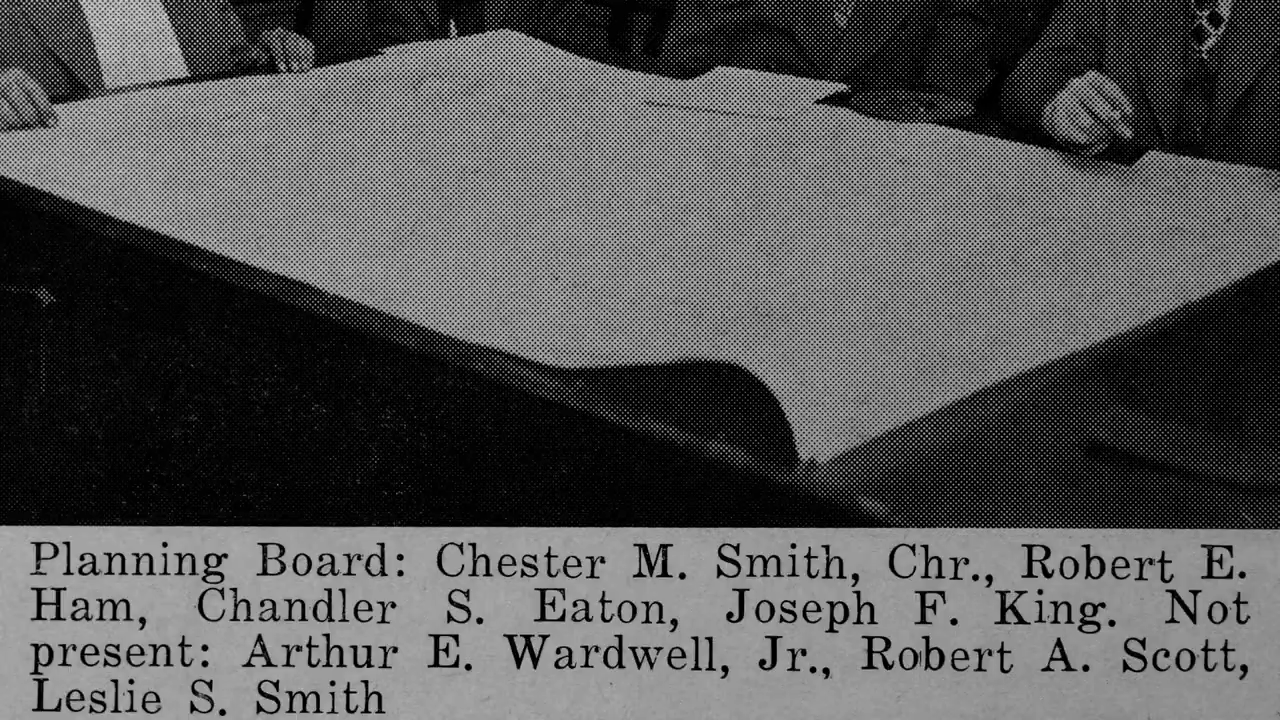 Planning Board: Chester M. Smith, Chr., Robert E.
Ham, Chandler S. Eaton, Joseph F. King. Not
present: Arthur E. Wardwell, Jr., Robert A. Scott,
Leslie S. Smith